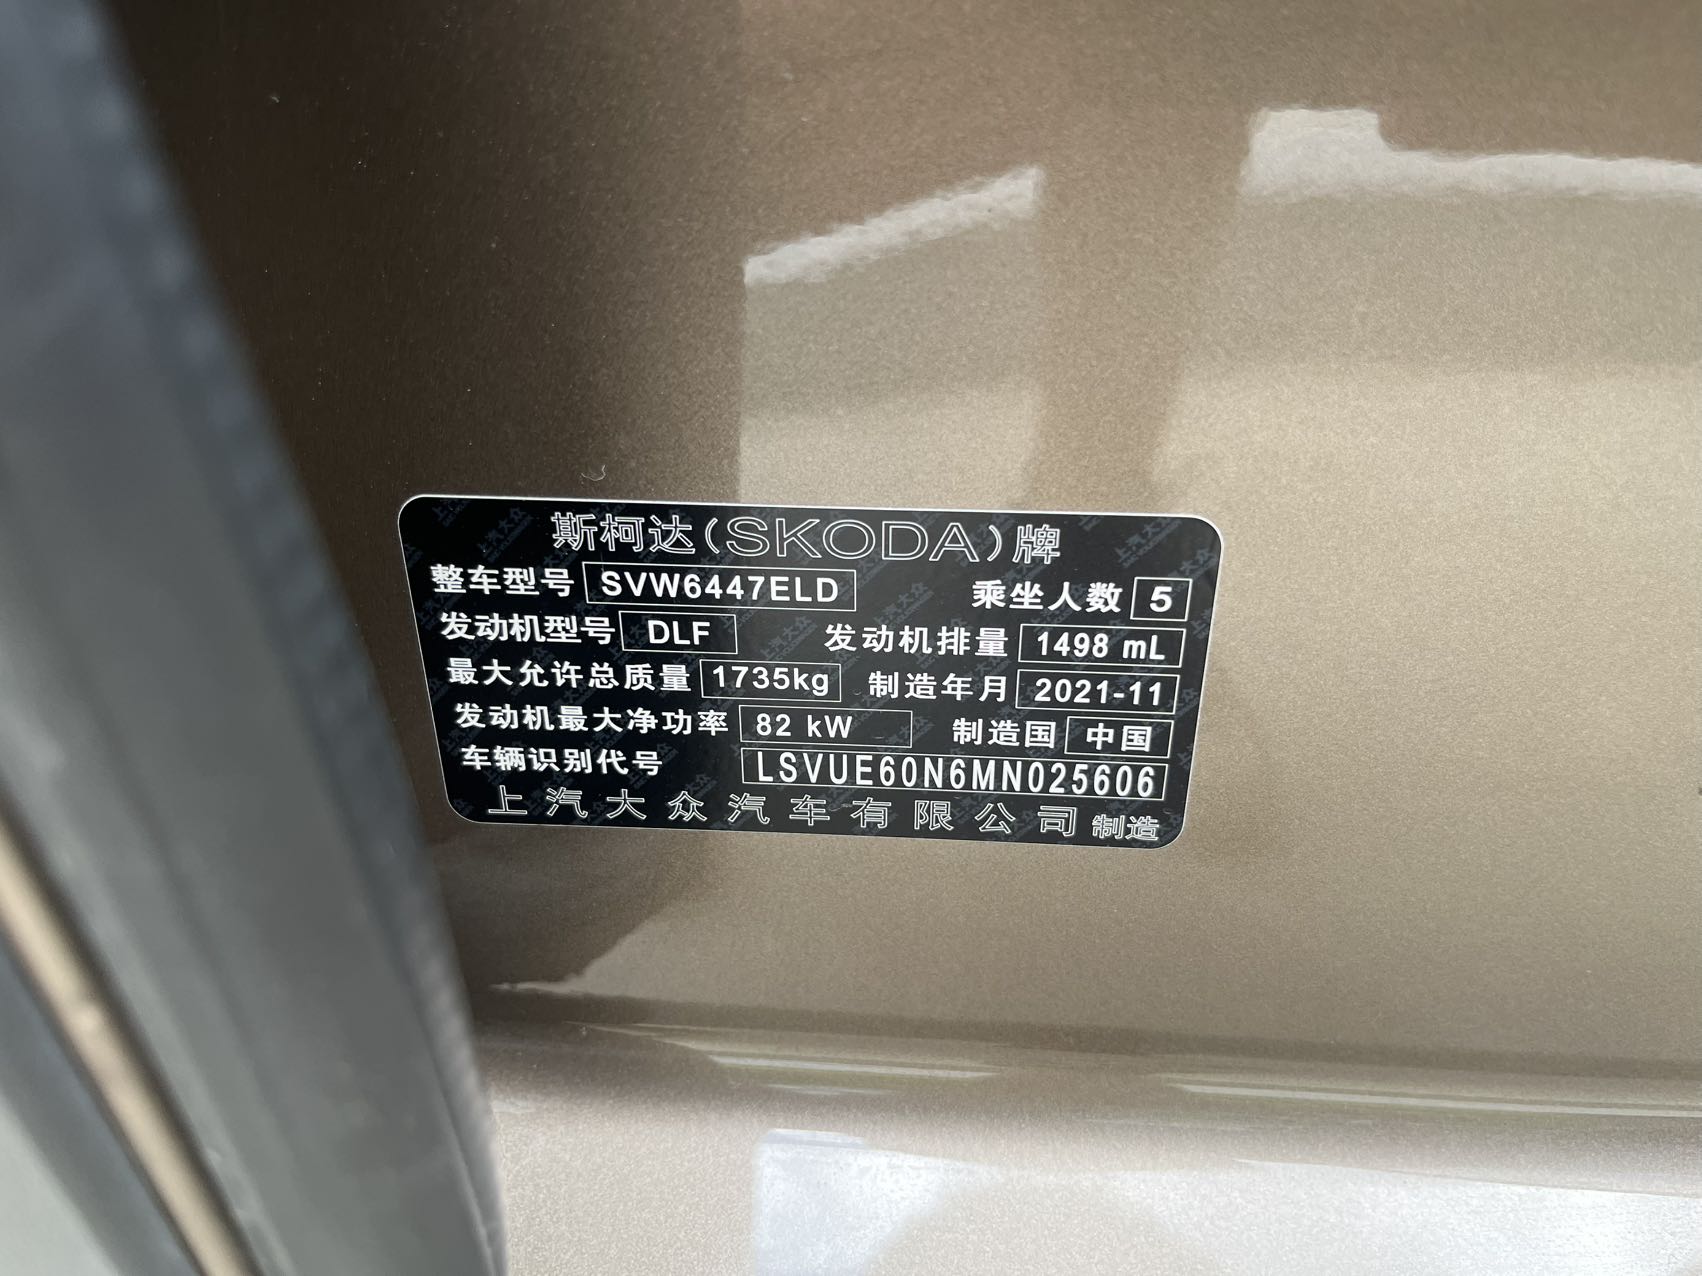 斯柯达(SKODA)牌
整车型号 SVW6447ELD 乘坐人数 5
发动机型号 DLF 发动机排量 1498 mL
最大允许总质量 1735kg 制造年月 2021-11
发动机最大净功率 82 kW 制造国 中国
车辆识别代号 LSVUE60N6MN025606
上汽大众汽车有限公司 制造